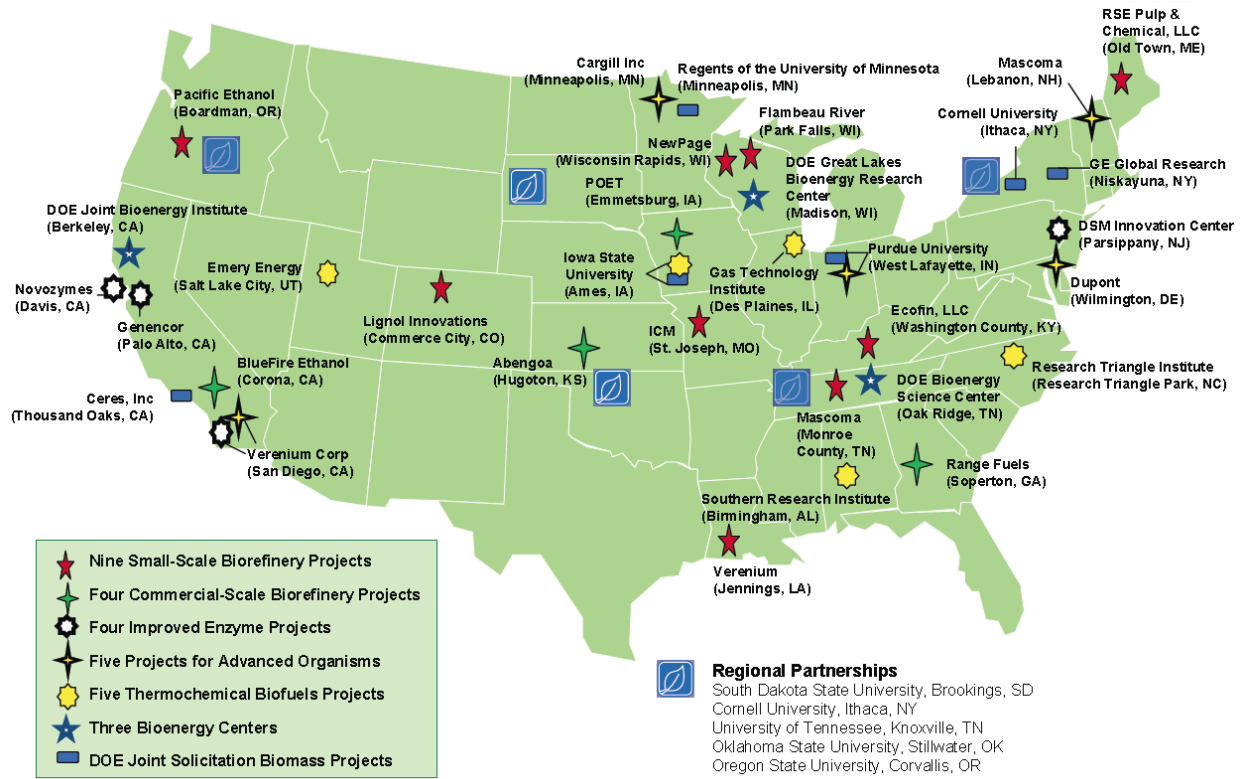 RSE Pulp &
Chemical, LLC
(Old Town, ME)
Mascoma
(Lebanon, NH)
Cargill Inc
(Minneapolis, MN)
Regents of the University of Minnesota
(Minneapolis, MN)
Pacific Ethanol
(Boardman, OR)
Flambeau River
(Park Falls, WI)
Cornell University
(Ithaca, NY)
NewPage
(Wisconsin Rapids, WI)
DOE Great Lakes
Bioenergy Research
Center
(Madison, WI)
GE Global Research
(Niskayuna, NY)
POET
(Emmetsburg, IA)
DOE Joint Bioenergy Institute
(Berkeley, CA)
DSM Innovation Center
(Parsippany, NJ)
Purdue University
(West Lafayette, IN)
Iowa State
University
(Ames, IA)
Emery Energy
(Salt Lake City, UT)
Gas Technology
Institute
(Des Plaines, IL)
Dupont
(Wilmington, DE)
Novozymes
(Davis, CA)
Genencor
(Palo Alto, CA)
Lignol Innovations
(Commerce City, CO)
ICM
(St. Joseph, MO)
Ecofin, LLC
(Washington County, KY)
BlueFire Ethanol
(Corona, CA)
Abengoa
(Hugoton, KS)
Research Triangle Institute
(Research Triangle Park, NC)
Ceres, Inc
(Thousand Oaks, CA)
DOE Bioenergy
Science Center
(Oak Ridge, TN)
Mascoma
(Monroe
County, TN)
Verenium Corp
(San Diego, CA)
Range Fuels
(Soperton, GA)
Southern Research Institute
(Birmingham, AL)
Verenium
(Jennings, LA)
Nine Small-Scale Biorefinery Projects
Four Commercial-Scale Biorefinery Projects
Four Improved Enzyme Projects
Five Projects for Advanced Organisms
Five Thermochemical Biofuels Projects
Three Bioenergy Centers
DOE Joint Solicitation Biomass Projects
Regional Partnerships
South Dakota State University, Brookings, SD
Cornell University, Ithaca, NY
University of Tennessee, Knoxville, TN
Oklahoma State University, Stillwater, OK
Oregon State University, Corvallis, OR